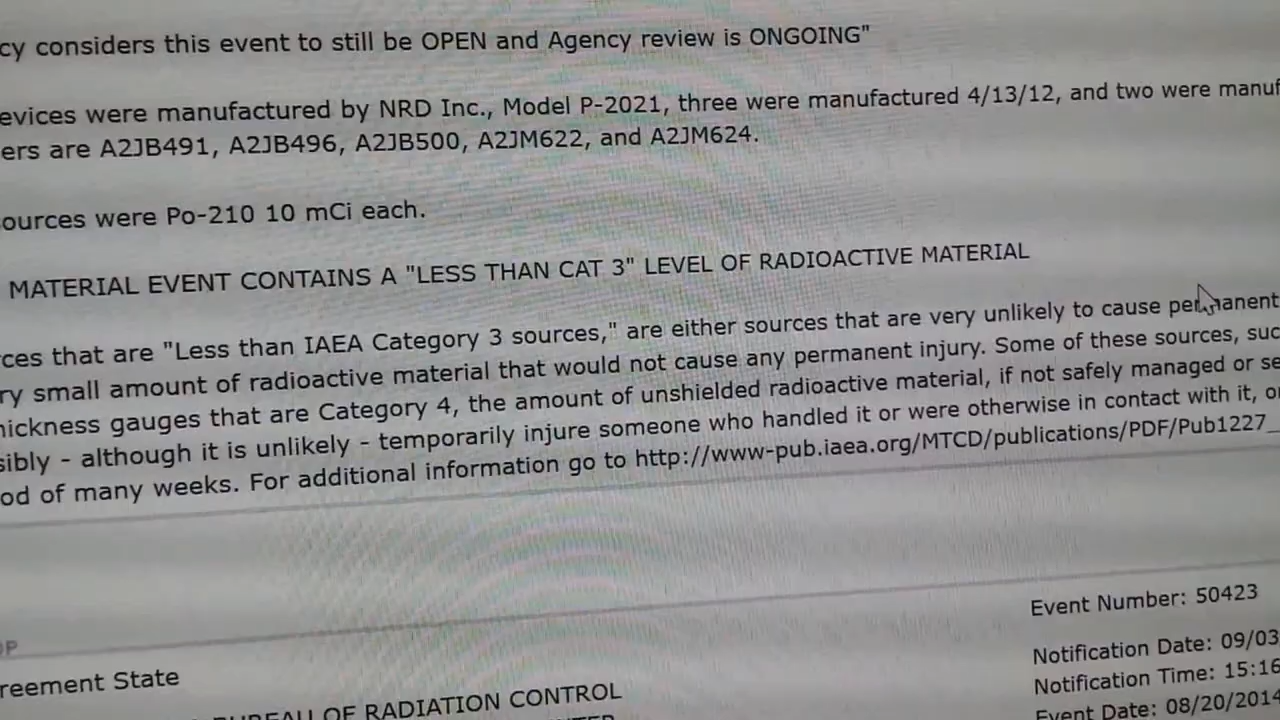 cy considers this event to still be OPEN and Agency review is ONGOING"
evices were manufactured by NRD Inc., Model P-2021, three were manufactured 4/13/12, and two were manuf
ers are A2JB491, A2JB496, A2JB500, A2JM622, and A2JM624.
ources were Po-210 10 mCi each.
MATERIAL EVENT CONTAINS A "LESS THAN CAT 3" LEVEL OF RADIOACTIVE MATERIAL
rces that are "Less than IAEA Category 3 sources," are either sources that are very unlikely to cause permanent
ry small amount of radioactive material that would not cause any permanent injury. Some of these sources, suc
hickness gauges that are Category 4, the amount of unshielded radioactive material, if not safely managed or se
sibly - although it is unlikely - temporarily injure someone who handled it or were otherwise in contact with it, or
od of many weeks. For additional information go to http://www-pub.iaea.org/MTCD/publications/PDF/Pub1227_
OP
reement State
Event Number: 50423
BUREAU OF RADIATION CONTROL
Notification Date: 09/03
Notification Time: 15:16
Event Date: 08/20/2014